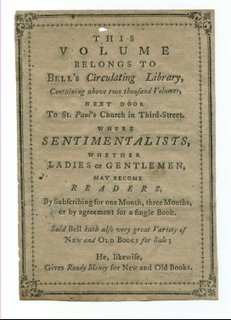 THIS
VOLUME
BELONGS TO
BELL's Circulating Library,
Containing above two thouſand Volumes,
NEXT DOOR
To St. Paul's Church in Third-Street.
WHERE
SENTIMENTALISTS,
WHETHER
LADIES or GENTLEMEN,
MAY BECOME
READERS,
By Subſcribing for one Month, three Months,
or by agreement for a ſingle Book.
Said Bell hath alſo very great Variety of
NEW AND OLD BOOKS for Sale;
He, likewiſe,
Gives Ready Money for New and Old Books.